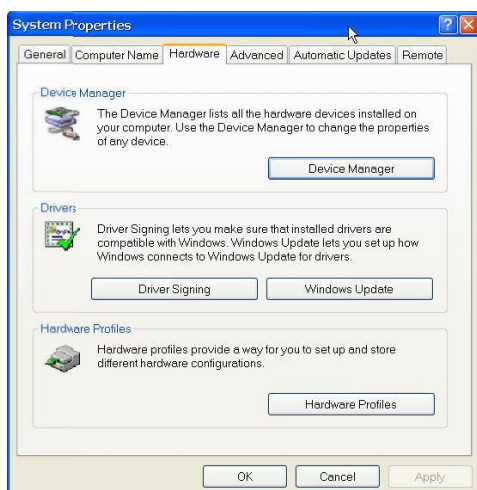 System Properties
General Computer Name Hardware Advanced Automatic Updates Remote
Device Manager
The Device Manager lists all the hardware devices installed on
your computer. Use the Device Manager to change the properties
of any device.
Device Manager
Drivers
Driver Signing lets you make sure that installed drivers are
compatible with Windows. Windows Update lets you set up how
Windows connects to Windows Update for drivers.
Driver Signing Windows Update
Hardware Profiles
Hardware profiles provide a way for you to set up and store
different hardware configurations.
Hardware Profiles
OK Cancel Apply